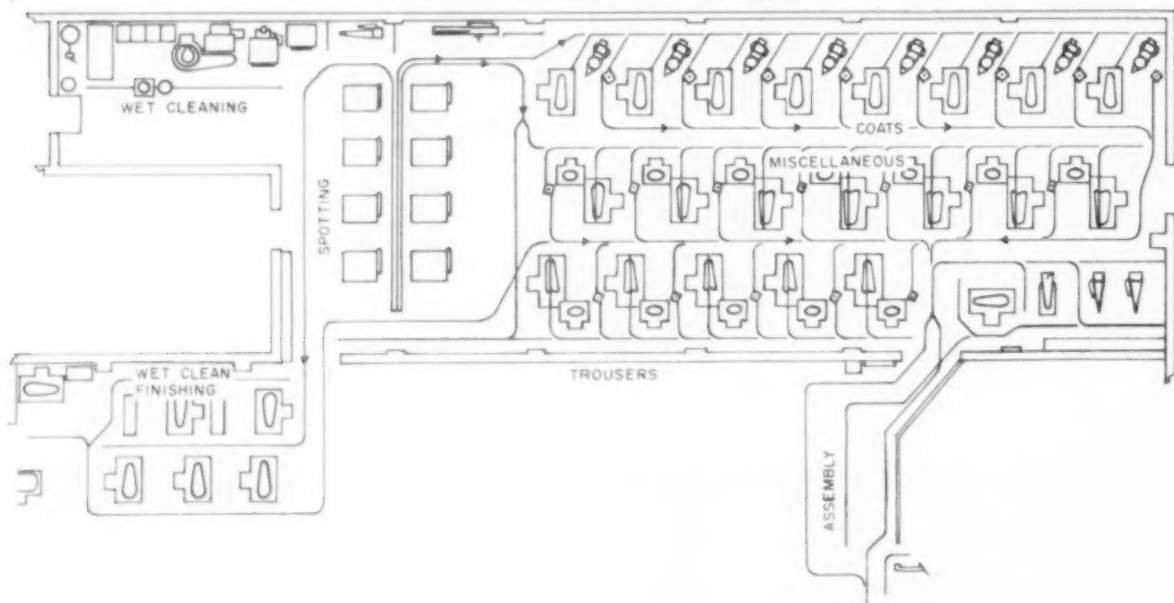 WET CLEANING
SPOTTING
COATS
MISCELLANEOUS
WET CLEAN
FINISHING
TROUSERS
ASSEMBLY